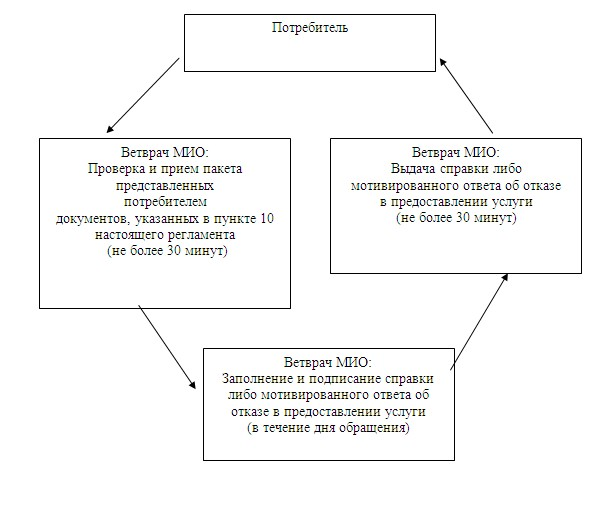 Потребитель
Ветврач МИО:
Проверка и прием пакета
представленных
потребителем
документов, указанных в пункте 10
настоящего регламента
(не более 30 минут)
Ветврач МИО:
Выдача справки либо
мотивированного ответа об отказе
в предоставлении услуги
(не более 30 минут)
Ветврач МИО:
Заполнение и подписание справки
либо мотивированного ответа об
отказе в предоставлении услуги
(в течение дня обращения)